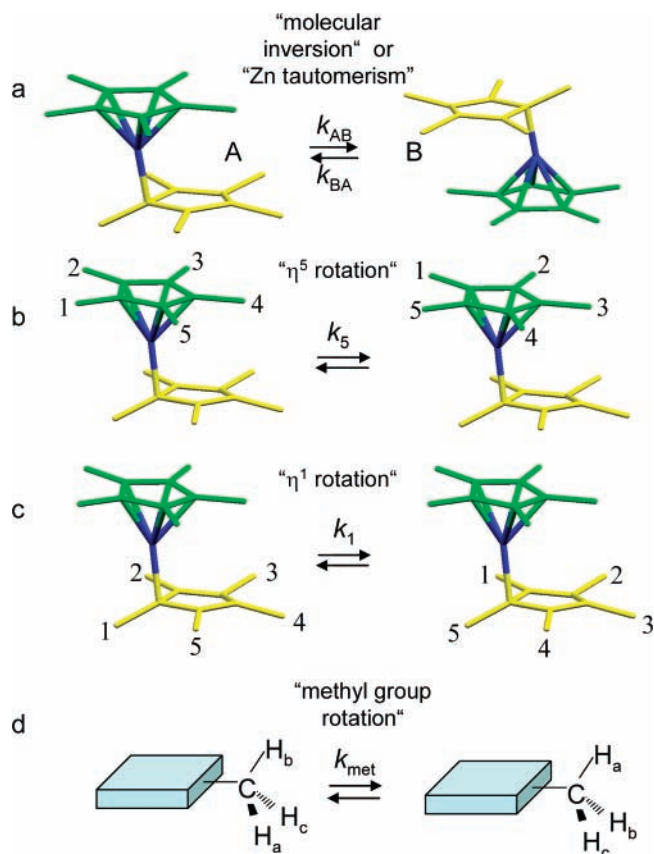 “molecular
inversion“ or
“Zn tautomerism”
a
A
k_AB
k_BA
B
“η⁵ rotation“
b
2 3
1 4
5
k₅
1 2
5 3
4
“η¹ rotation“
c
k₁
2 3
1 4
5
1 2
5 3
4
“methyl group
rotation“
d
H_b
C
H_c
H_a
k_met
H_a
C
H_b
H_c